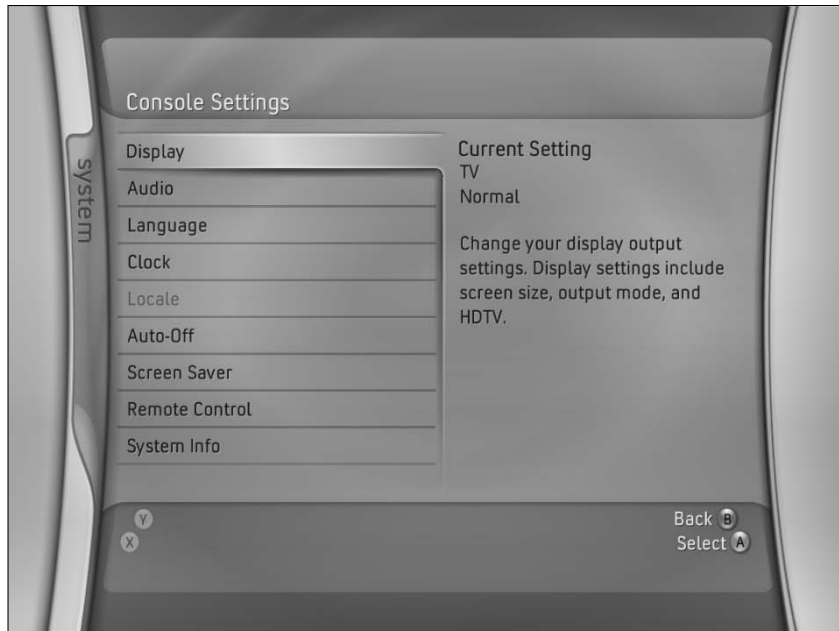 Console Settings
system
Display
Audio
Language
Clock
Locale
Auto-Off
Screen Saver
Remote Control
System Info
Current Setting
TV
Normal
Change your display output
settings. Display settings include
screen size, output mode, and
HDTV.
Y
X
Back B
Select A